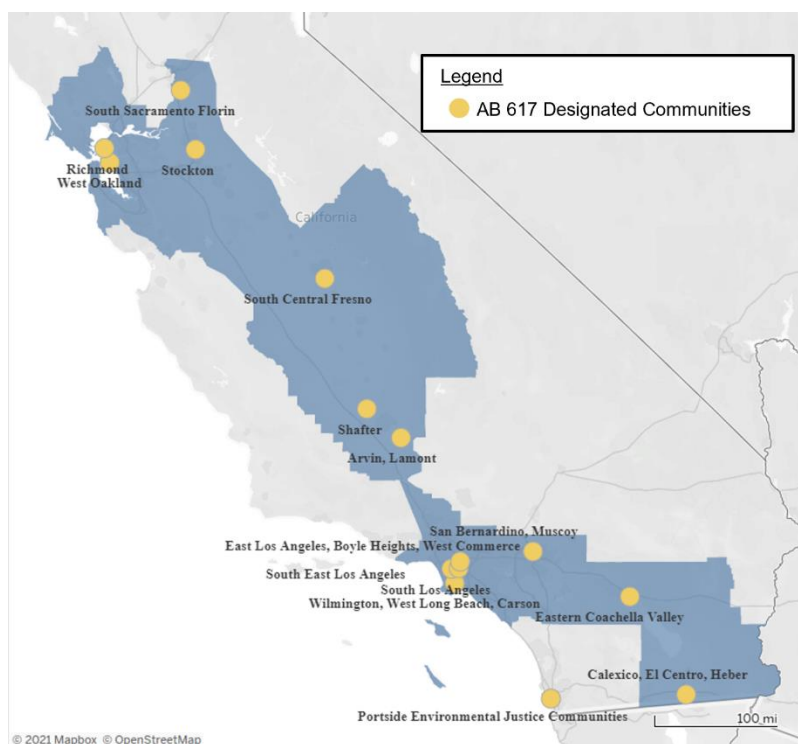 Legend
AB 617 Designated Communities
South Sacramento Florin
Richmond
West Oakland
Stockton
California
South Central Fresno
Shafter
Arvin, Lamont
San Bernardino, Muscoy
East Los Angeles, Boyle Heights, West Commerce
South East Los Angeles
South Los Angeles
Wilmington, West Long Beach, Carson
Eastern Coachella Valley
Calexico, El Centro, Heber
Portside Environmental Justice Communities
100 mi
© 2021 Mapbox © OpenStreetMap